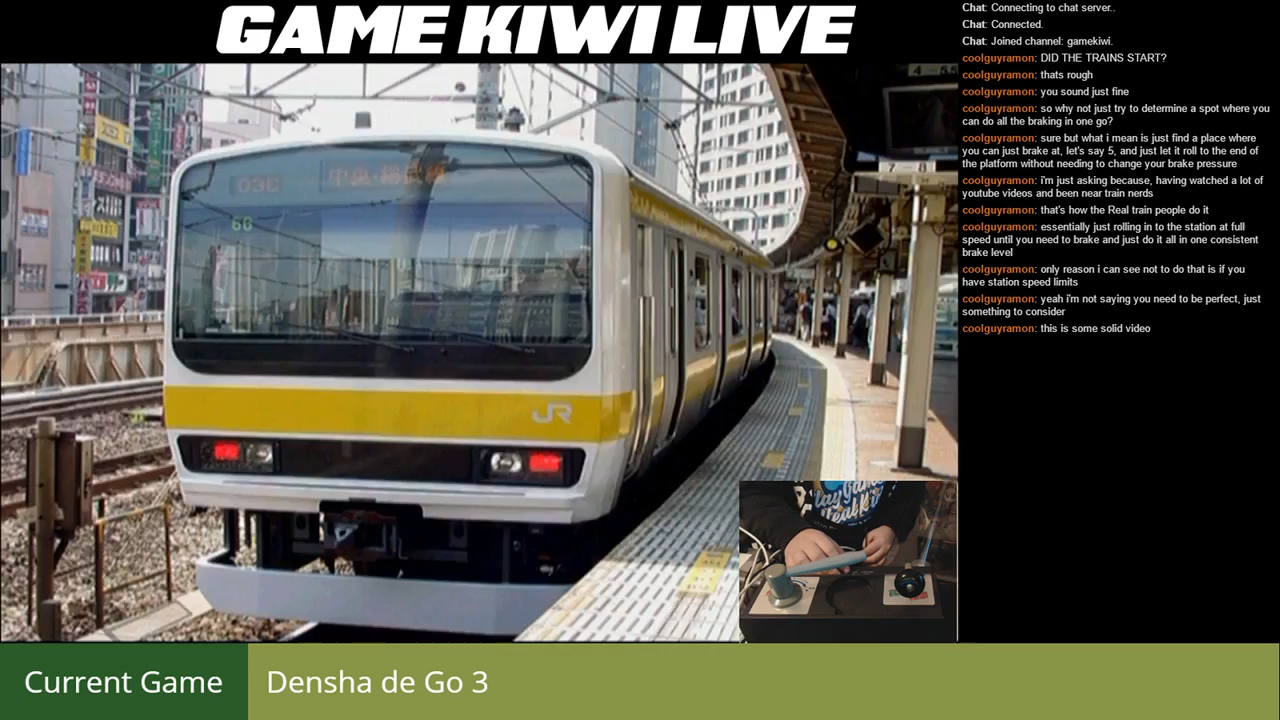 GAME KIWI LIVE
Chat: Connecting to chat server..
Chat: Connected.
Chat: Joined channel: gamekiwi.
coolguyramon: DID THE TRAINS START?
coolguyramon: thats rough
coolguyramon: you sound just fine
coolguyramon: so why not just try to determine a spot where you
can do all the braking in one go?
coolguyramon: sure but what i mean is just find a place where
you can just brake at, let's say 5, and just let it roll to the end of
the platform without needing to change your brake pressure
coolguyramon: i'm just asking because, having watched a lot of
youtube videos and been near train nerds
coolguyramon: that's how the Real train people do it
coolguyramon: essentially just rolling in to the station at full
speed until you need to brake and just do it all in one consistent
brake level
coolguyramon: only reason i can see not to do that is if you
have station speed limits
coolguyramon: yeah i'm not saying you need to be perfect, just
something to consider
coolguyramon: this is some solid video
03C 中央・総武線
60
JR
Current Game Densha de Go 3